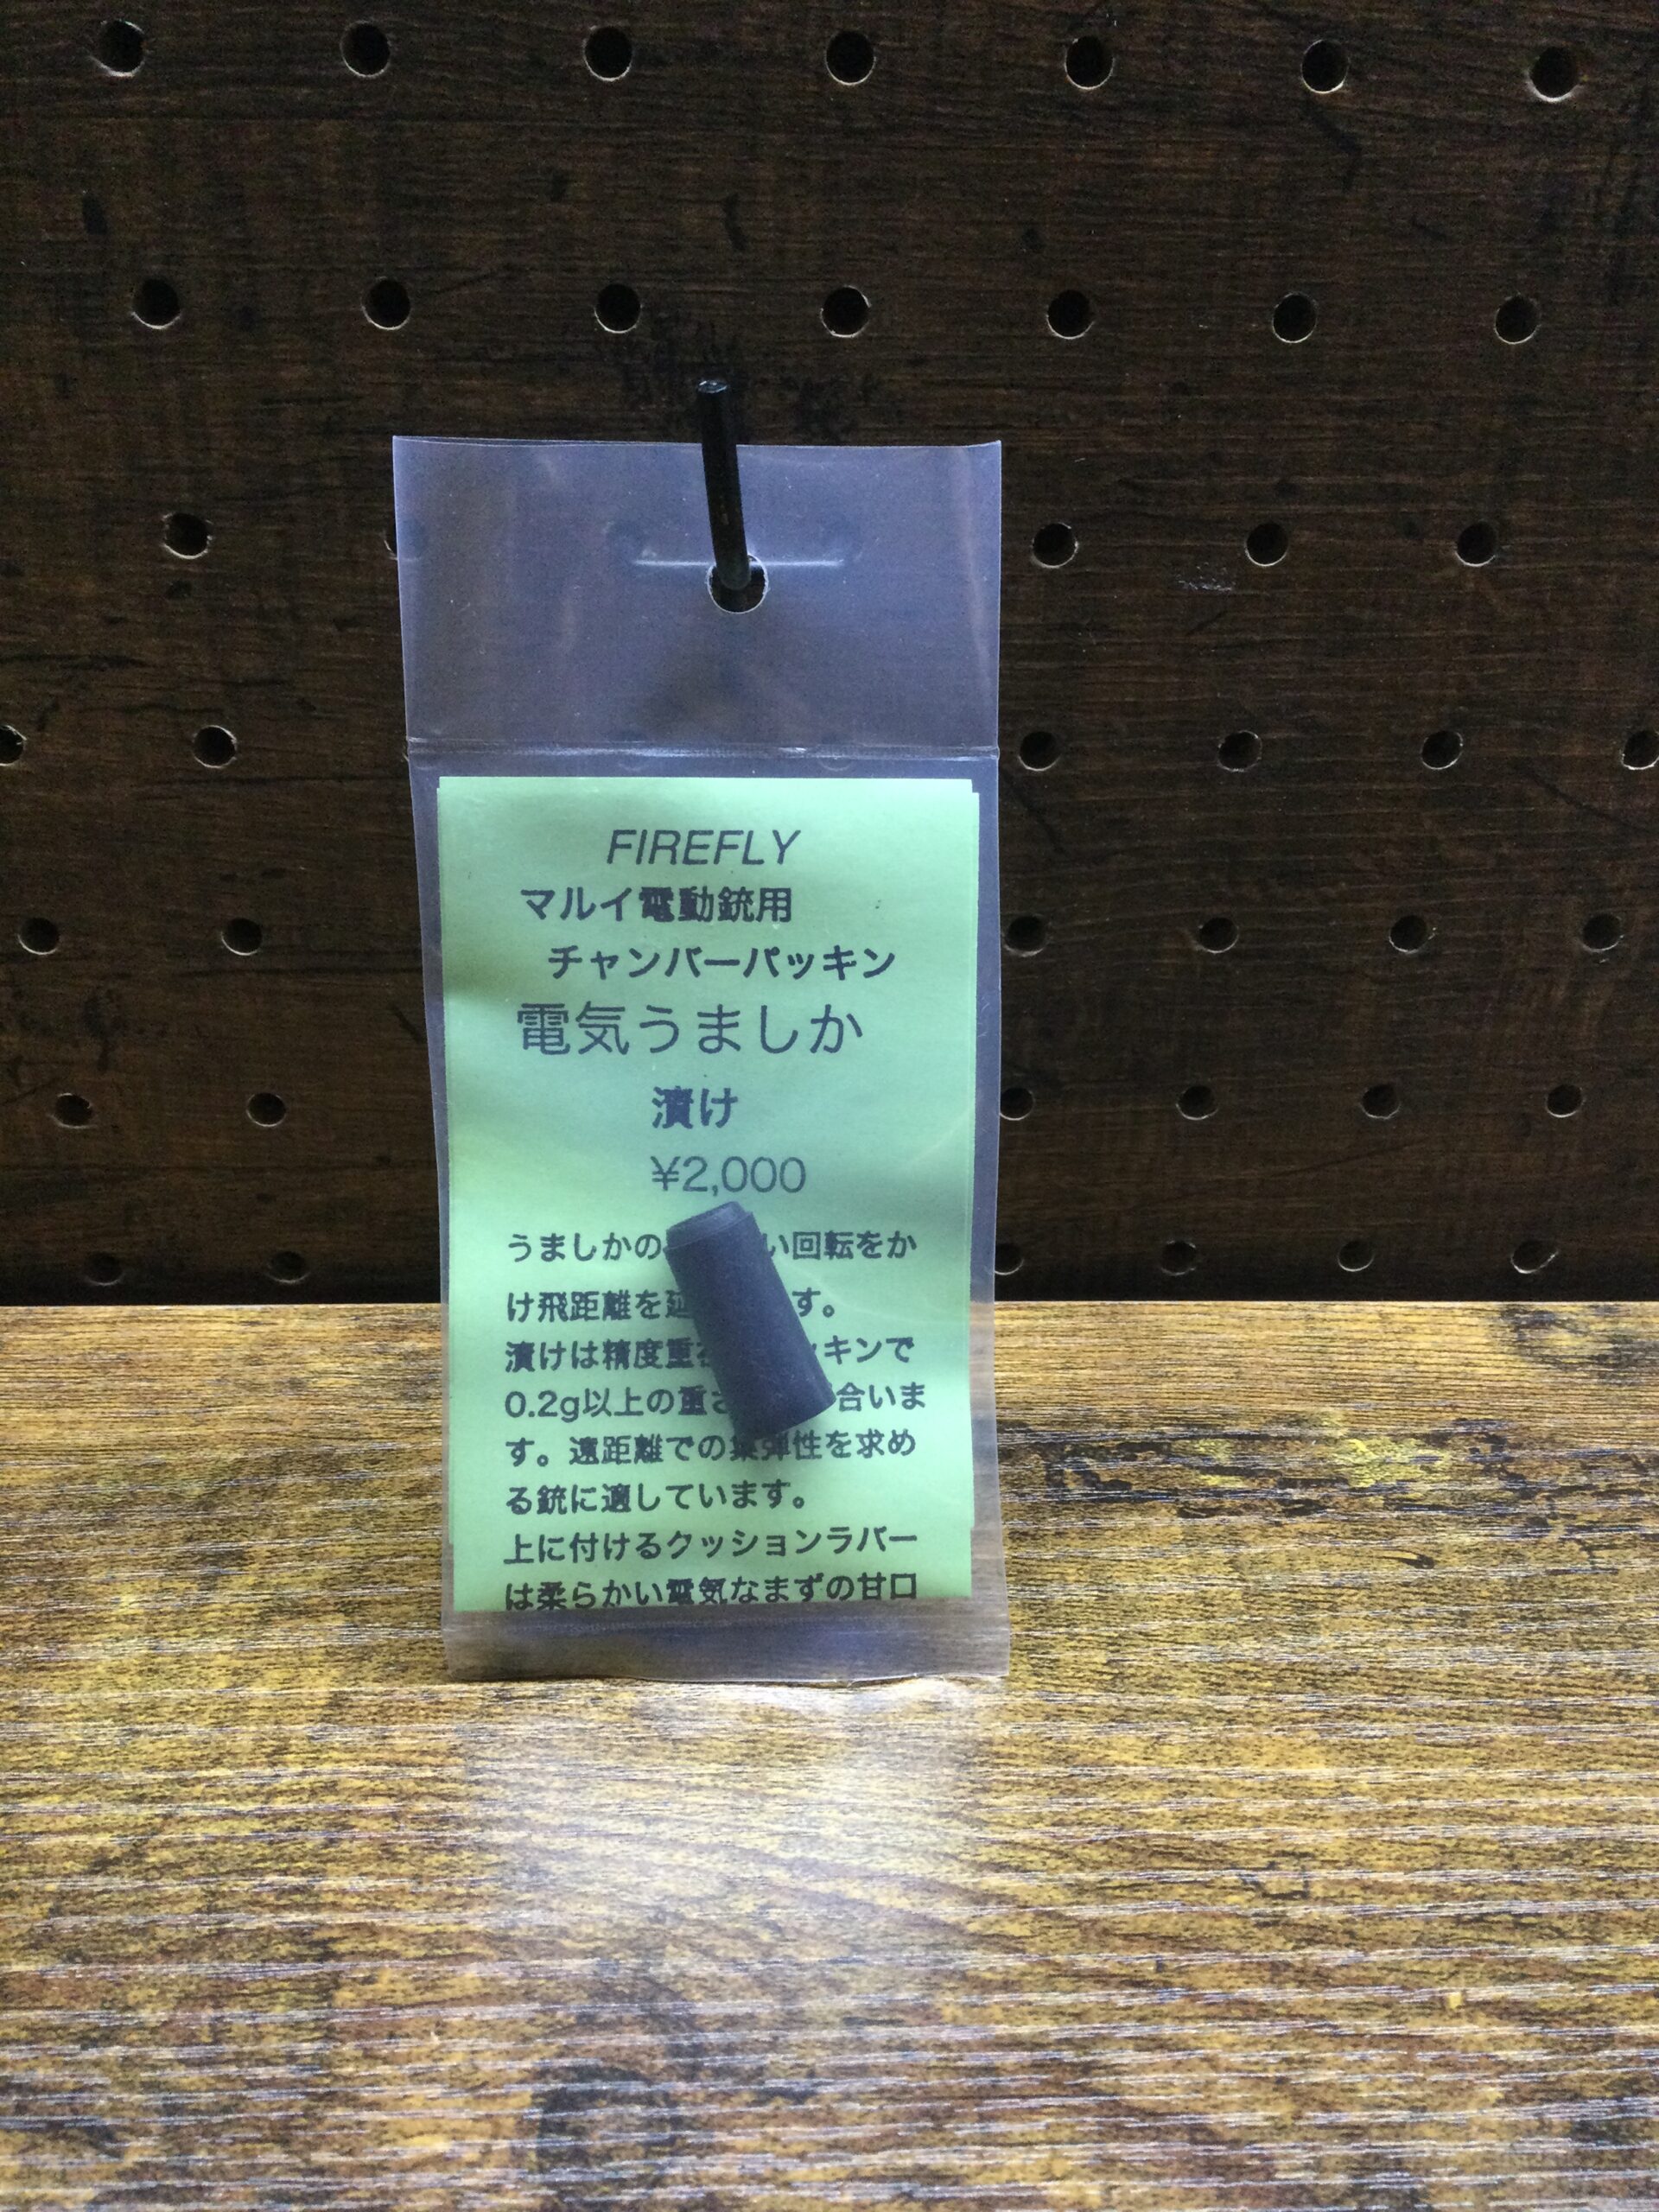 FIREFLY
マルイ電動銃用
チャンバーパッキン
電気うましか
漬け
¥2,000
うましかの い回転をか
け飛距離を延 す。
漬けは精度重 ッキンで
0.2g以上の重さ 合いま
す。遠距離での集弾性を求め
る銃に適しています。
上に付けるクッションラバー
は柔らかい電気なまずの甘口